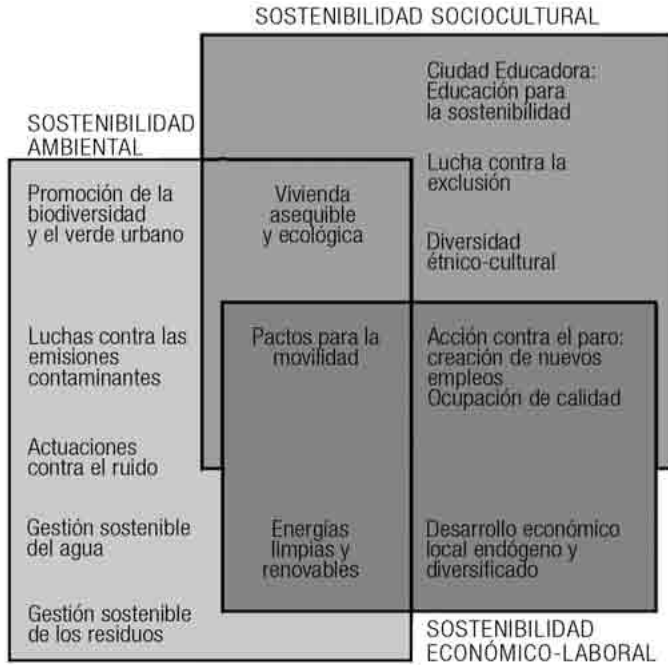 SOSTENIBILIDAD SOCIOCULTURAL
Ciudad Educadora:
Educación para
la sostenibilidad
SOSTENIBILIDAD
AMBIENTAL
Lucha contra la
exclusión
Promoción de la
biodiversidad
y el verde urbano
Vivienda
asequible
y ecológica
Diversidad
étnico-cultural
Luchas contra las
emisiones
contaminantes
Pactos para la
movilidad
Acción contra el paro:
creación de nuevos
empleos
Ocupación de calidad
Actuaciones
contra el ruido
Gestión sostenible
del agua
Energías
limpias y
renovables
Desarrollo económico
local endógeno y
diversificado
Gestión sostenible
de los residuos
SOSTENIBILIDAD
ECONÓMICO-LABORAL